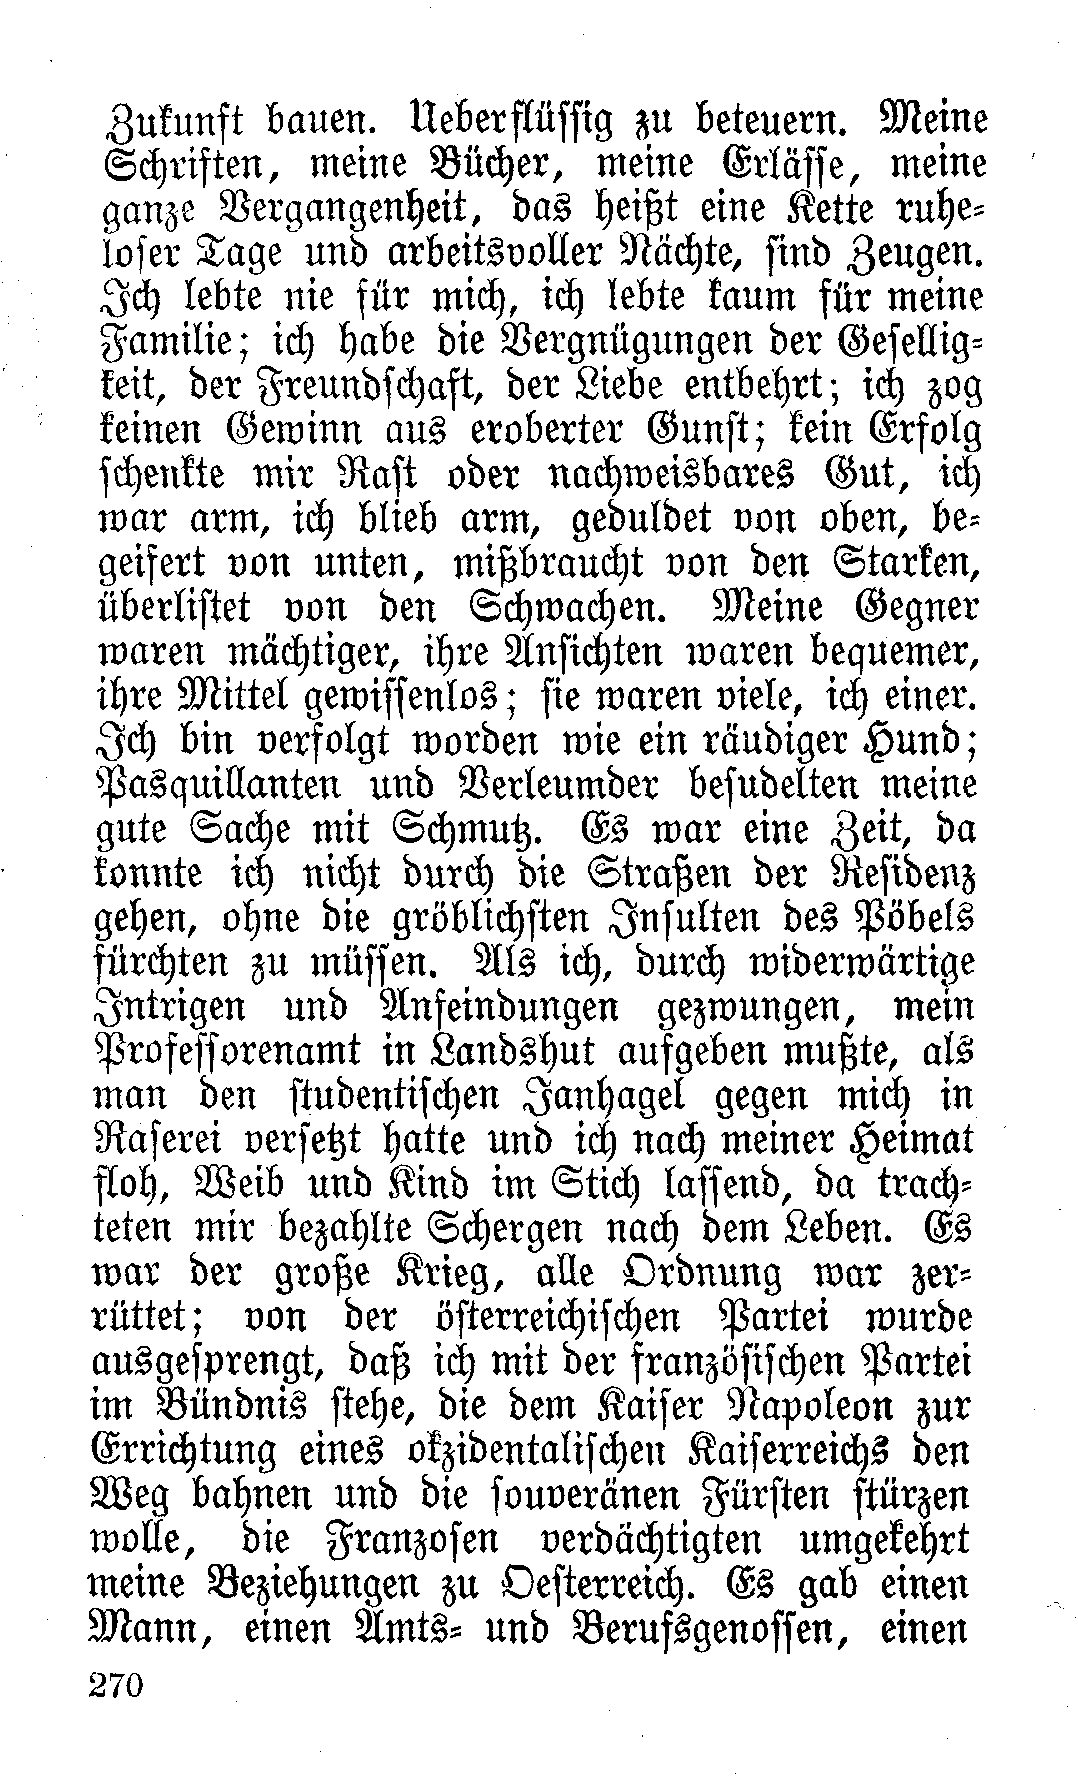 Zukunft bauen. Ueberflüssig zu beteuern. Meine
Schriften, meine Bücher, meine Erlässe, meine
ganze Vergangenheit, das heißt eine Kette ruhe-
loser Tage und arbeitsvoller Nächte, sind Zeugen.
Ich lebte nie für mich, ich lebte kaum für meine
Familie; ich habe die Vergnügungen der Gesellig-
keit, der Freundschaft, der Liebe entbehrt; ich zog
keinen Gewinn aus eroberter Gunst; kein Erfolg
schenkte mir Rast oder nachweisbares Gut, ich
war arm, ich blieb arm, geduldet von oben, be-
geifert von unten, mißbraucht von den Starken,
überlistet von den Schwachen. Meine Gegner
waren mächtiger, ihre Ansichten waren bequemer,
ihre Mittel gewissenlos; sie waren viele, ich einer.
Ich bin verfolgt worden wie ein räudiger Hund;
Pasquillanten und Verleumder besudelten meine
gute Sache mit Schmutz. Es war eine Zeit, da
konnte ich nicht durch die Straßen der Residenz
gehen, ohne die gröblichsten Insulten des Pöbels
fürchten zu müssen. Als ich, durch widerwärtige
Intrigen und Anfeindungen gezwungen, mein
Professorenamt in Landshut aufgeben mußte, als
man den studentischen Janhagel gegen mich in
Raserei versetzt hatte und ich nach meiner Heimat
floh, Weib und Kind im Stich lassend, da trach-
teten mir bezahlte Schergen nach dem Leben. Es
war der große Krieg, alle Ordnung war zer-
rüttet; von der österreichischen Partei wurde
ausgesprengt, daß ich mit der französischen Partei
im Bündnis stehe, die dem Kaiser Napoleon zur
Errichtung eines okzidentalischen Kaiserreichs den
Weg bahnen und die souveränen Fürsten stürzen
wolle, die Franzosen verdächtigten umgekehrt
meine Beziehungen zu Oesterreich. Es gab einen
Mann, einen Amts- und Berufsgenossen, einen
270